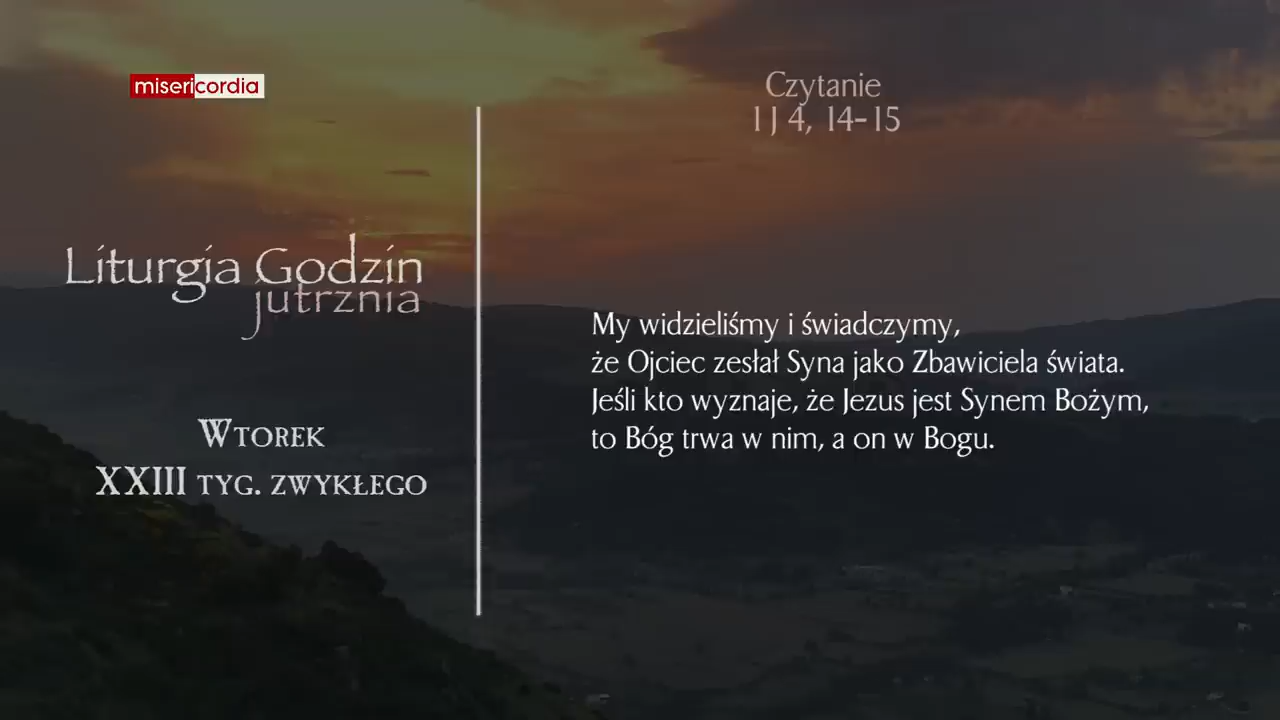 misericordia
Liturgia Godzin
jutrznia
Wtorek
XXIII tyg. zwykłego
Czytanie
1 J 4, 14-15
My widzieliśmy i świadczymy,
że Ojciec zesłał Syna jako Zbawiciela świata.
Jeśli kto wyznaje, że Jezus jest Synem Bożym,
to Bóg trwa w nim, a on w Bogu.